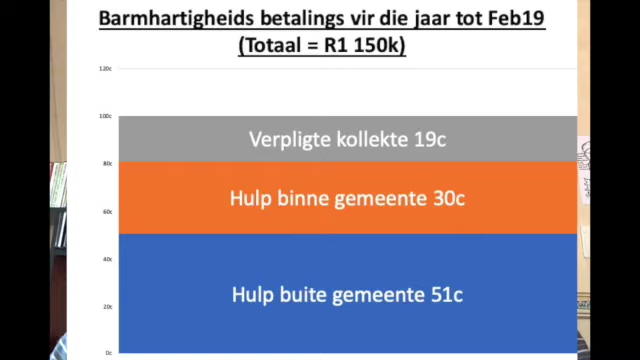 Barmhartigheids betalings vir die jaar tot Feb19
(Totaal = R1 150k)
120c
100c
Verpligte kollekte 19c
80c
Hulp binne gemeente 30c
60c
40c
Hulp buite gemeente 51c
20c
0c